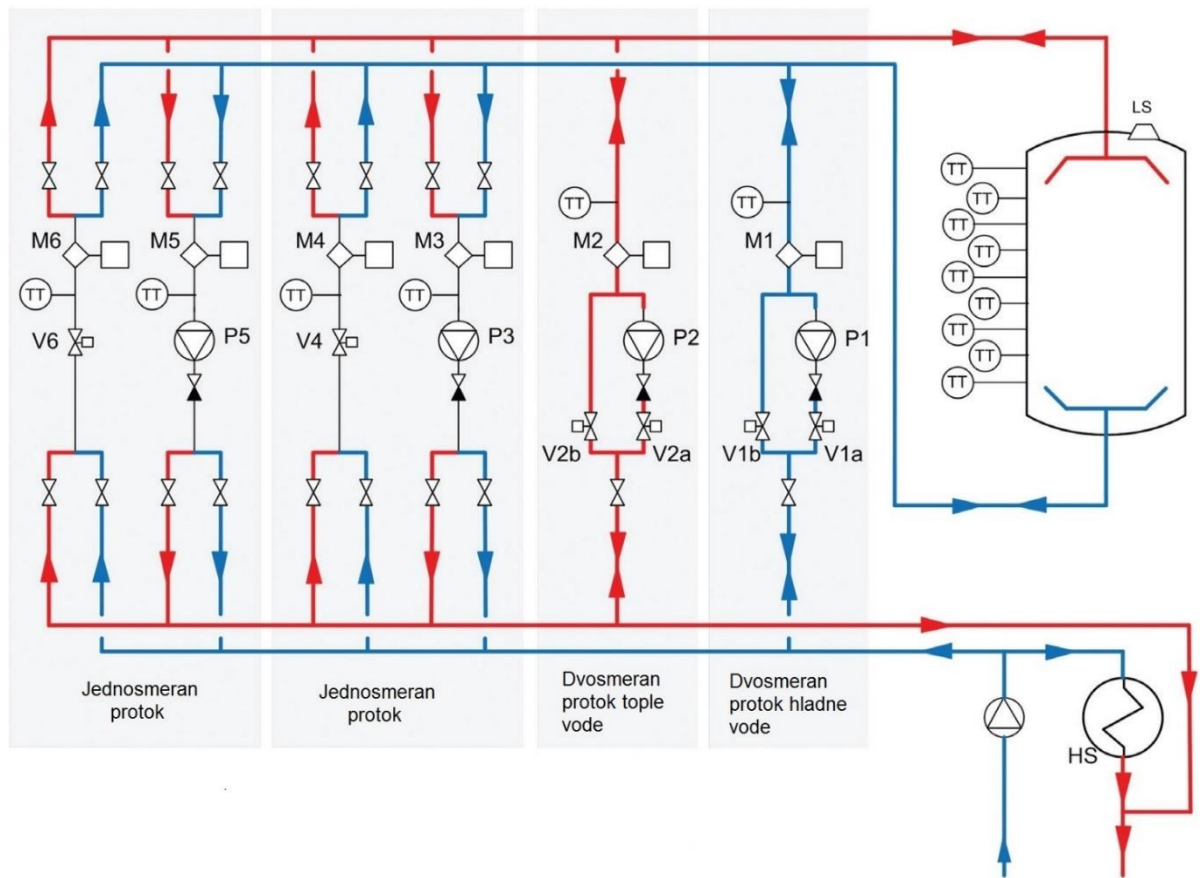 LS
TT
TT
TT
TT
TT
TT
TT
TT
TT
TT
TT
M6
M5
M4
M3
M2
M1
TT
TT
TT
TT
V6
P5
V4
P3
P2
P1
V2b
V2a
V1b
V1a
Jednosmeran
protok
Jednosmeran
protok
Dvosmeran
protok tople
vode
Dvosmeran
protok hladne
vode
HS